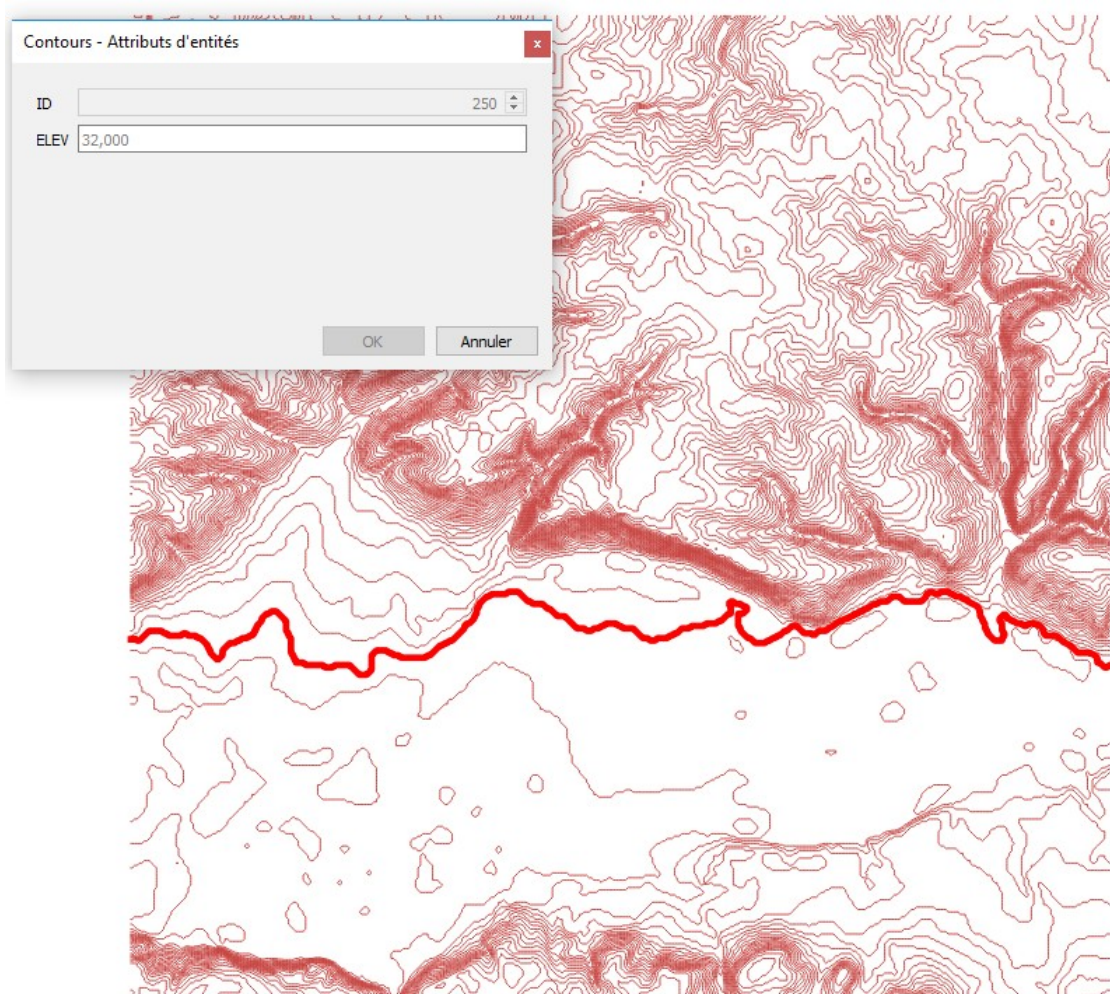 Contours - Attributs d'entités
x
ID 250
ELEV 32,000
OK Annuler